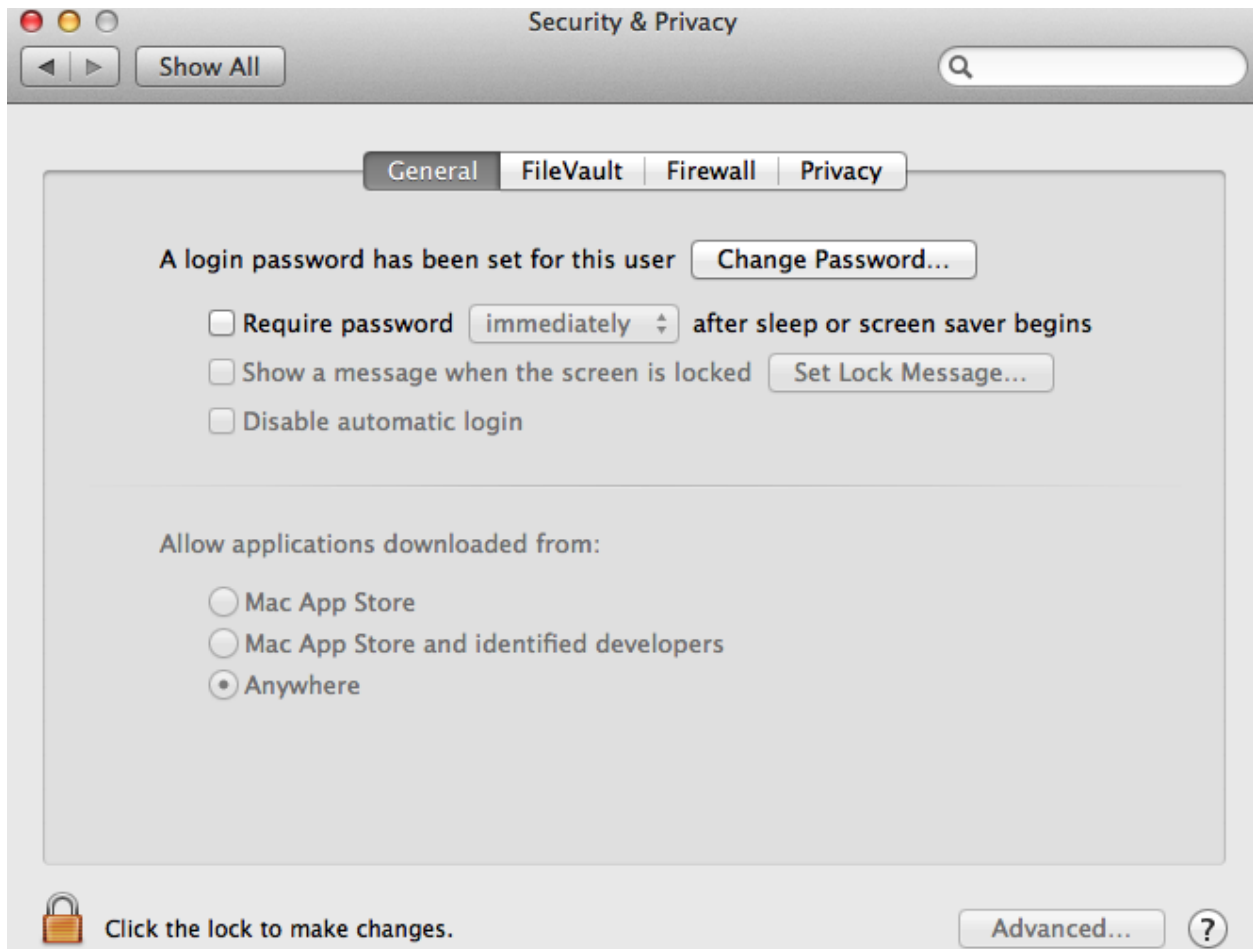 Security & Privacy
Show All
General FileVault Firewall Privacy
A login password has been set for this user Change Password...
Require password immediately after sleep or screen saver begins
Show a message when the screen is locked Set Lock Message...
Disable automatic login
Allow applications downloaded from:
Mac App Store
Mac App Store and identified developers
Anywhere
Click the lock to make changes. Advanced... ?